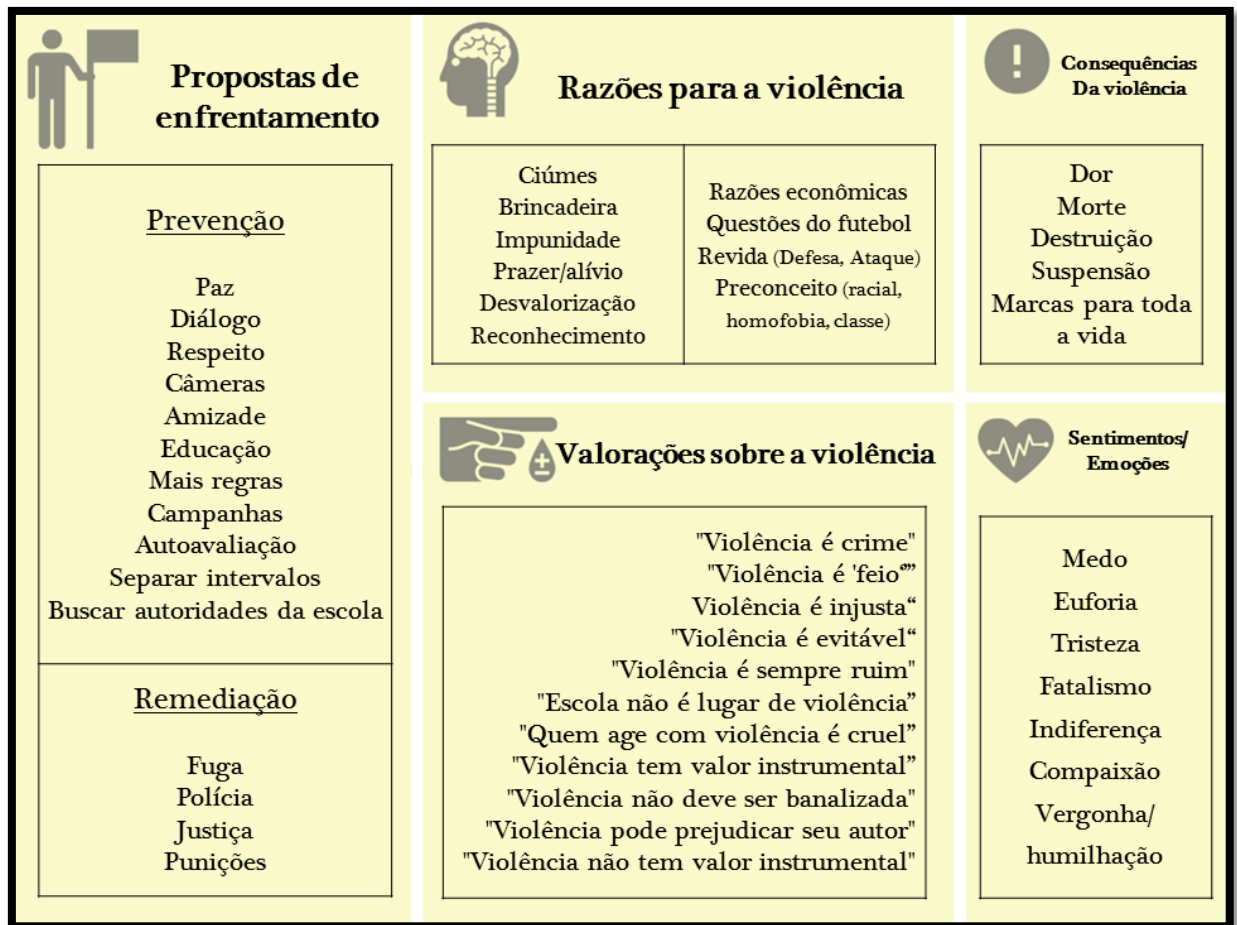 Propostas de
enfrentamento
Prevenção
Paz
Diálogo
Respeito
Câmeras
Amizade
Educação
Mais regras
Campanhas
Autoavaliação
Separar intervalos
Buscar autoridades da escola
Remediação
Fuga
Polícia
Justiça
Punições
Razões para a violência
Ciúmes
Brincadeira
Impunidade
Prazer/alívio
Desvalorização
Reconhecimento
Razões econômicas
Questões do futebol
Revida (Defesa, Ataque)
Preconceito (racial,
homofobia, classe)
Valorações sobre a violência
"Violência é crime"
"Violência é 'feio‘”
Violência é injusta“
"Violência é evitável“
"Violência é sempre ruim"
"Escola não é lugar de violência”
"Quem age com violência é cruel”
"Violência tem valor instrumental”
"Violência não deve ser banalizada"
"Violência pode prejudicar seu autor"
"Violência não tem valor instrumental"
Consequências
Da violência
Dor
Morte
Destruição
Suspensão
Marcas para toda
a vida
Sentimentos/
Emoções
Medo
Euforia
Tristeza
Fatalismo
Indiferença
Compaixão
Vergonha/
humilhação